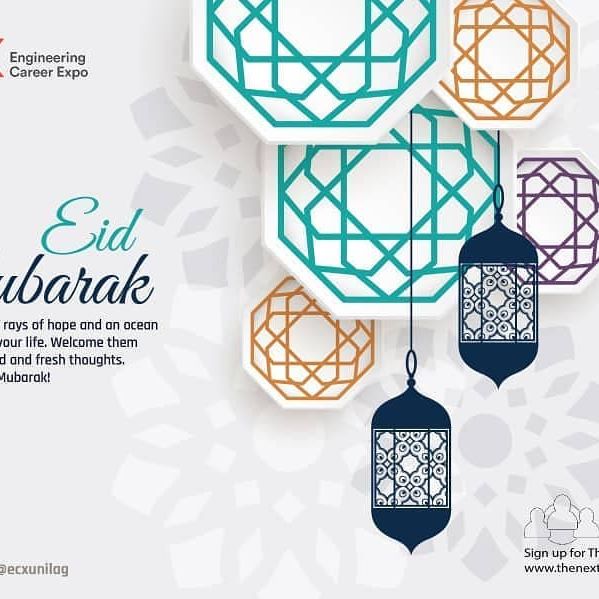 Engineering
Career Expo
Eid
ubarak
rays of hope and an ocean
your life. Welcome them
d and fresh thoughts.
Mubarak!
@ecxunilag
Sign up for Th
www.thenext